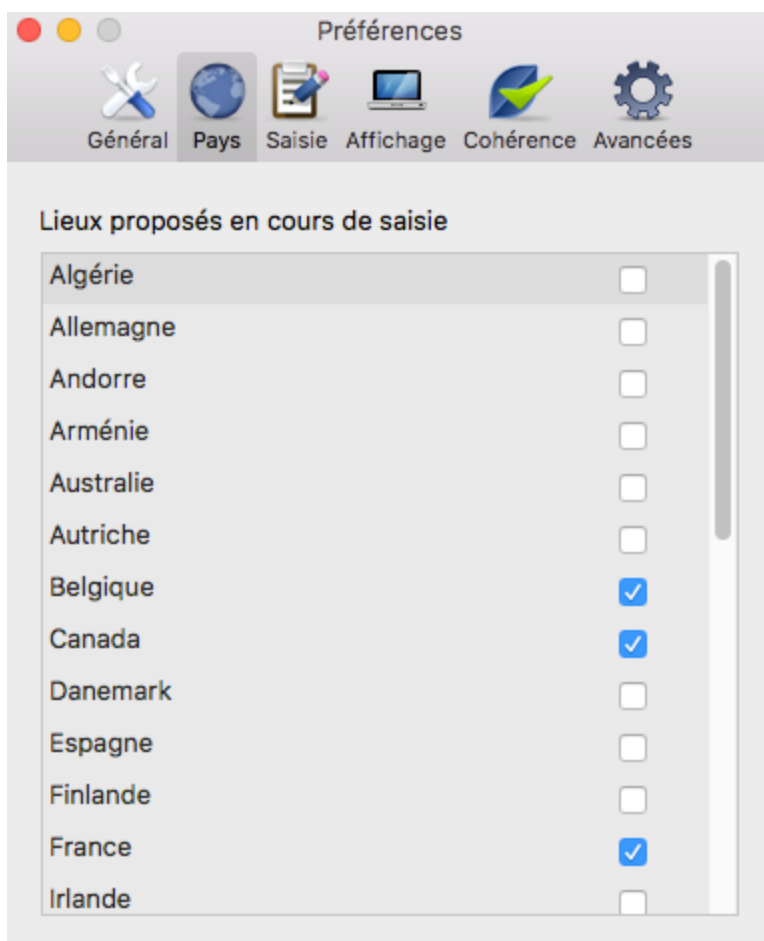 Préférences
Général Pays Saisie Affichage Cohérence Avancées
Lieux proposés en cours de saisie
Algérie
Allemagne
Andorre
Arménie
Australie
Autriche
Belgique
Canada
Danemark
Espagne
Finlande
France
Irlande